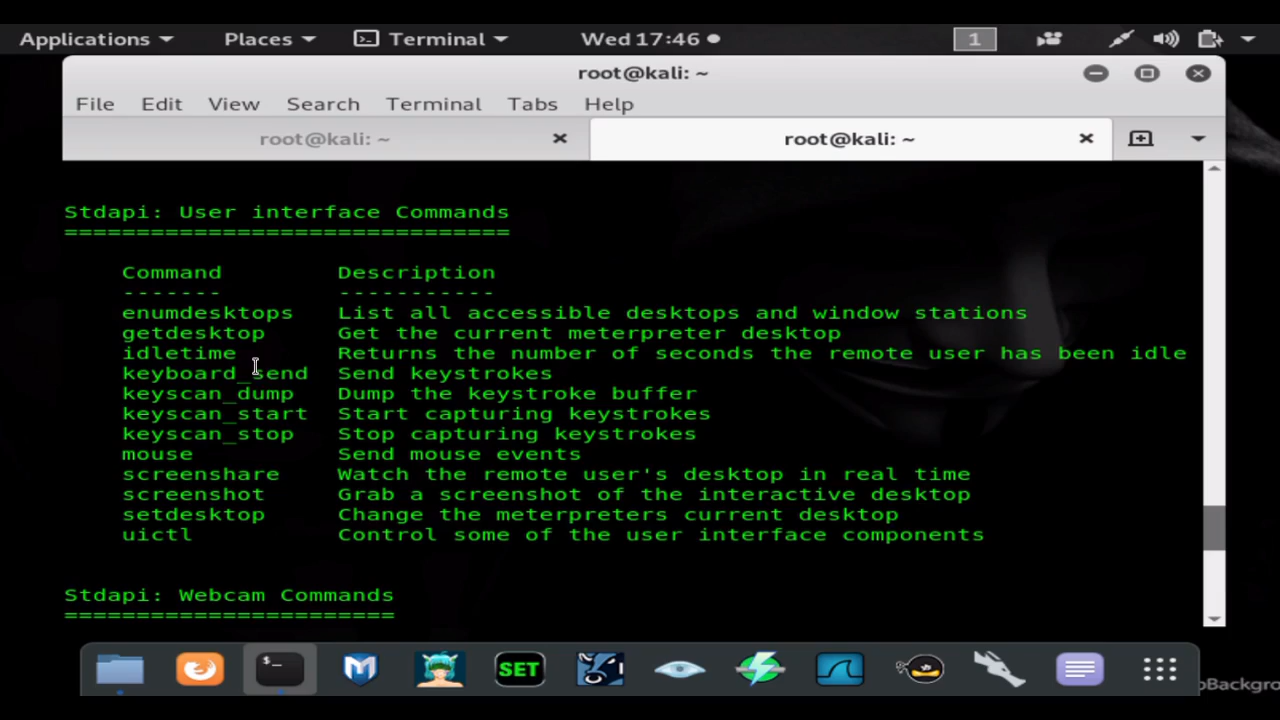 Applications Places Terminal Wed 17:46 1
root@kali: ~
File Edit View Search Terminal Tabs Help
root@kali: ~ root@kali: ~
Stdapi: User interface Commands
===============================
Command Description
------- -----------
enumdesktops List all accessible desktops and window stations
getdesktop Get the current meterpreter desktop
idletime Returns the number of seconds the remote user has been idle
keyboard_send Send keystrokes
keyscan_dump Dump the keystroke buffer
keyscan_start Start capturing keystrokes
keyscan_stop Stop capturing keystrokes
mouse Send mouse events
screenshare Watch the remote user's desktop in real time
screenshot Grab a screenshot of the interactive desktop
setdesktop Change the meterpreters current desktop
uictl Control some of the user interface components
Stdapi: Webcam Commands
=======================
SET